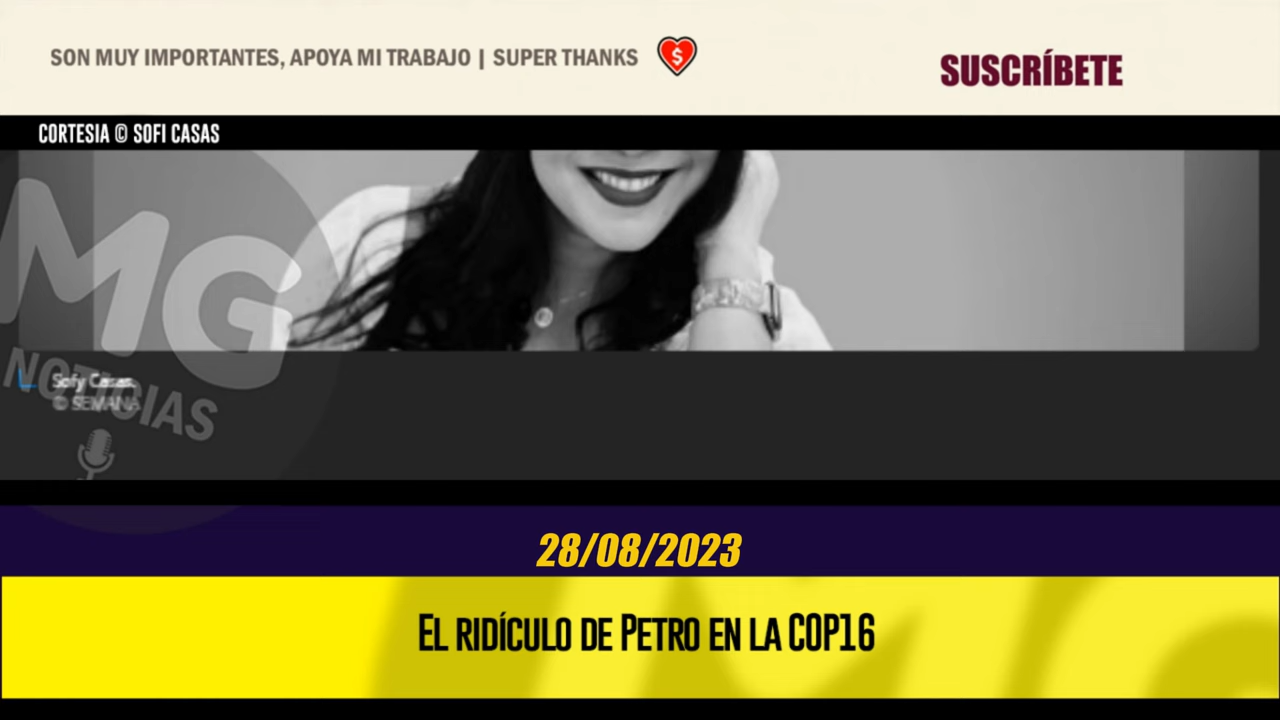 SON MUY IMPORTANTES, APOYA MI TRABAJO | SUPER THANKS
$
SUSCRÍBETE
CORTESIA © SOFI CASAS
MG
NOTICIAS
Sofy Casas.
© SEMANA
28/08/2023
EL RIDÍCULO DE PETRO EN LA COP16